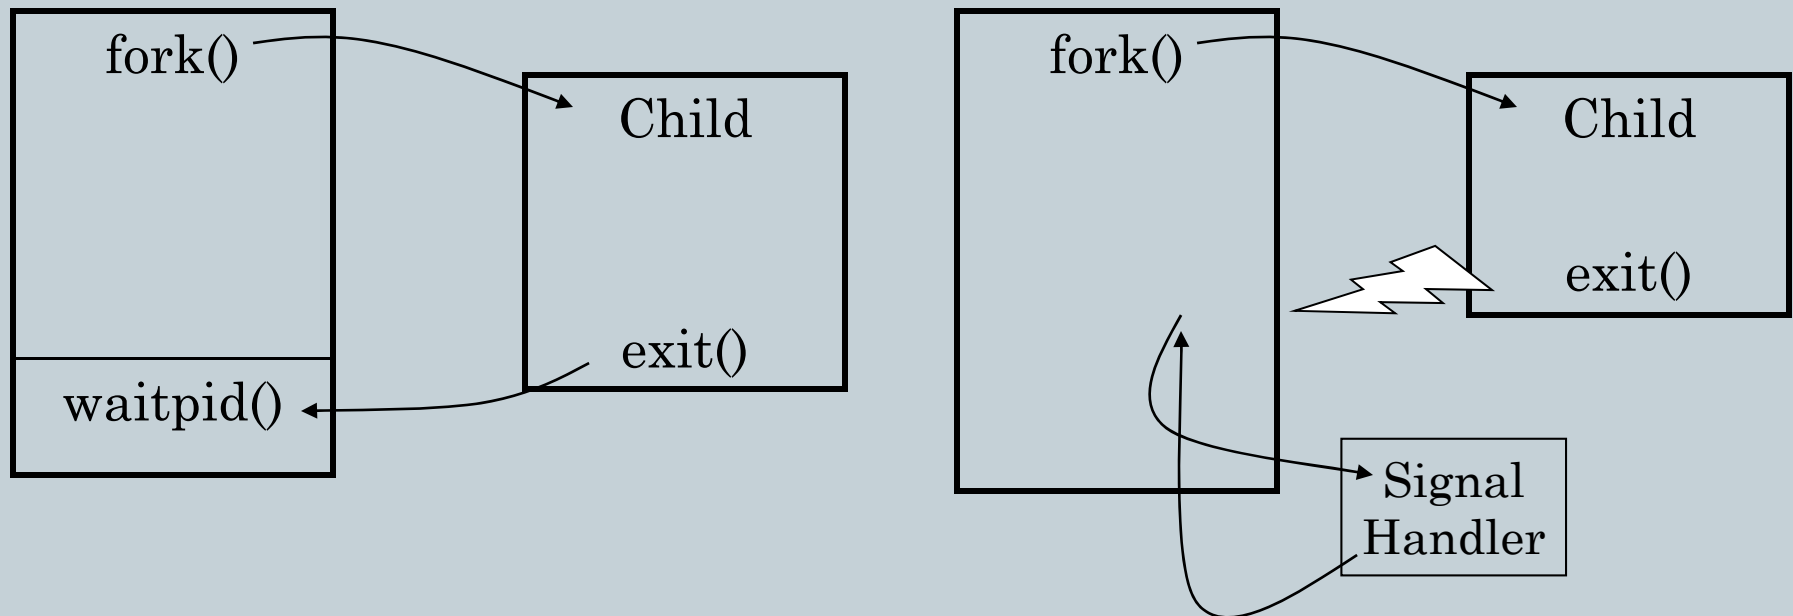 fork()
Child
exit()
waitpid()
fork()
Child
exit()
Signal
Handler